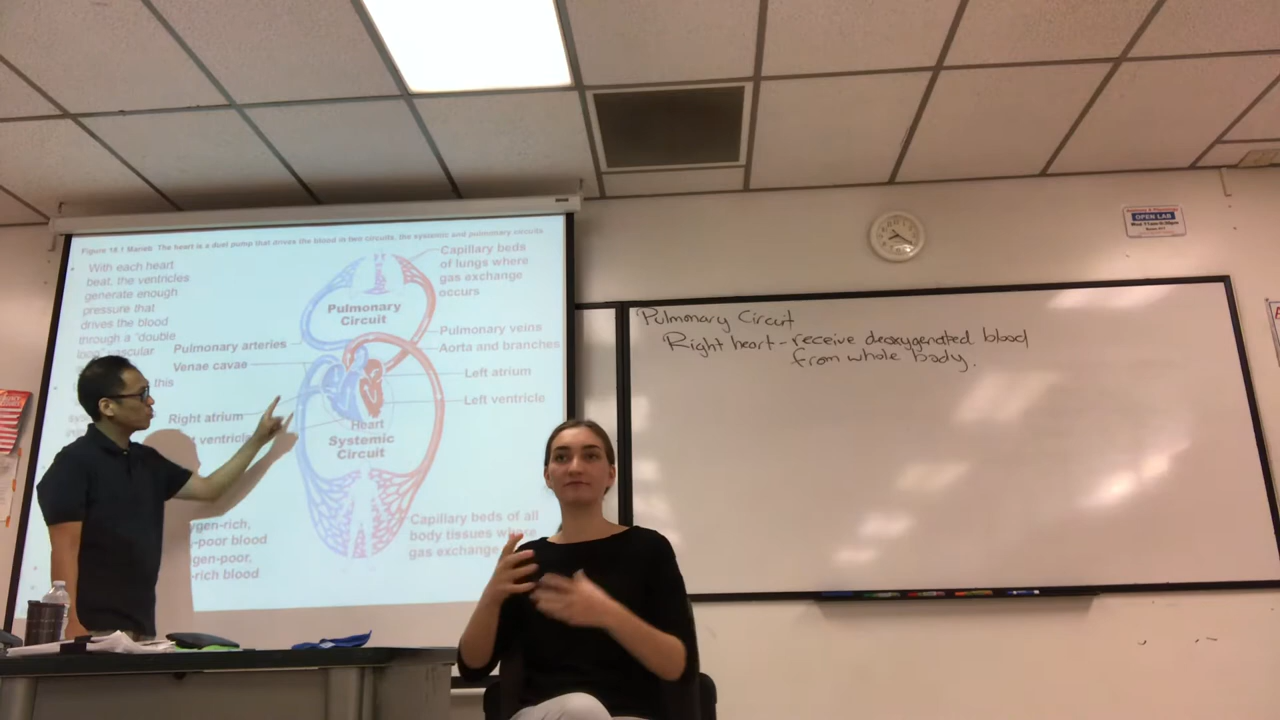 Figure 18.1 Marieb The heart is a dual pump that drives the blood in two circuits, the systemic and pulmonary circuits
With each heart
beat, the ventricles
generate enough
pressure that
drives the blood
through a "double
loop" vascular
this
Capillary beds
of lungs where
gas exchange
occurs
Pulmonary
Circuit
Pulmonary arteries
Venae cavae
Right atrium
ventricle
Pulmonary veins
Aorta and branches
Left atrium
Left ventricle
Heart
Systemic
Circuit
gen-rich,
-poor blood
gen-poor,
-rich blood
Capillary beds of all
body tissues where
gas exchange
Pulmonary Circuit
Right heart - receive deoxygenated blood
from whole body.
OPEN LAB